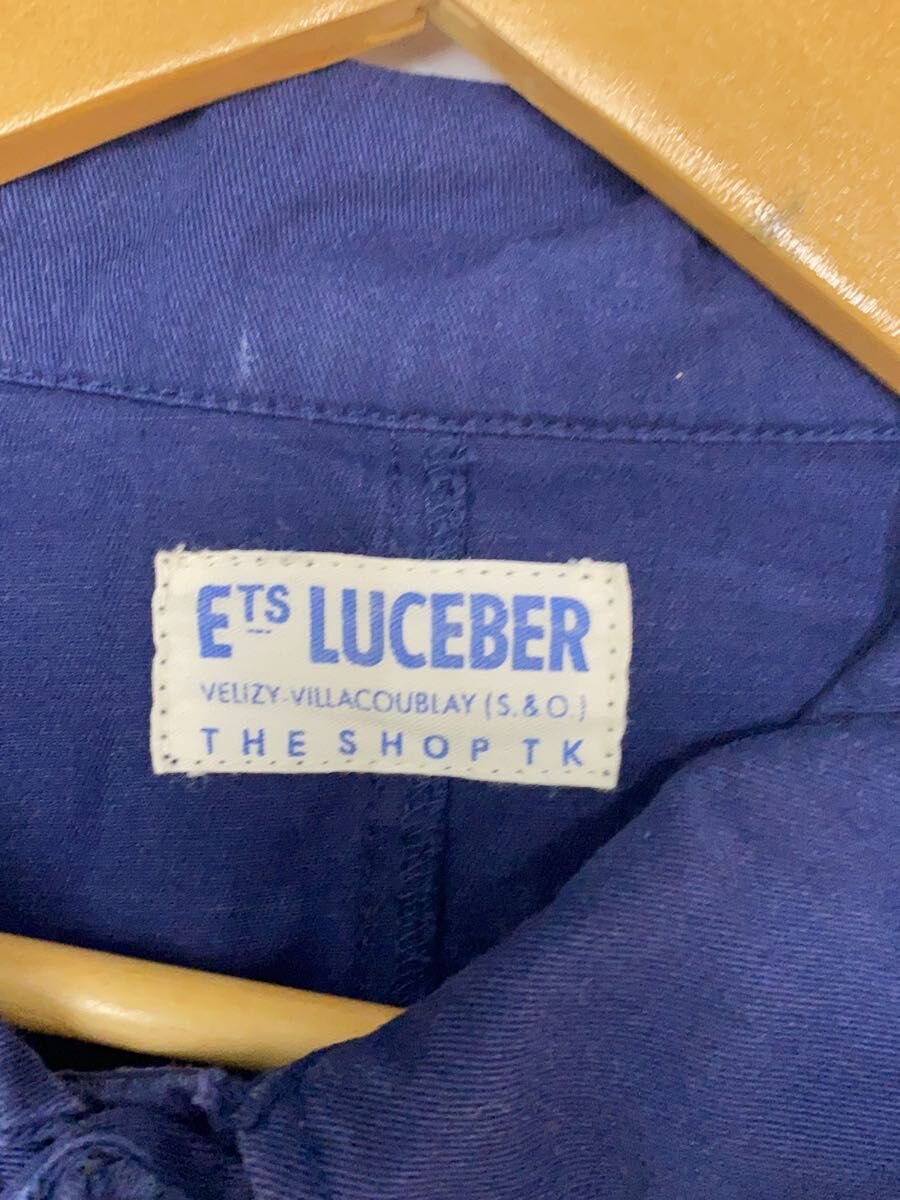 ETS LUCEBER
VELIZY-VILLACOUBLAY (S.&O.)
THE SHOP TK